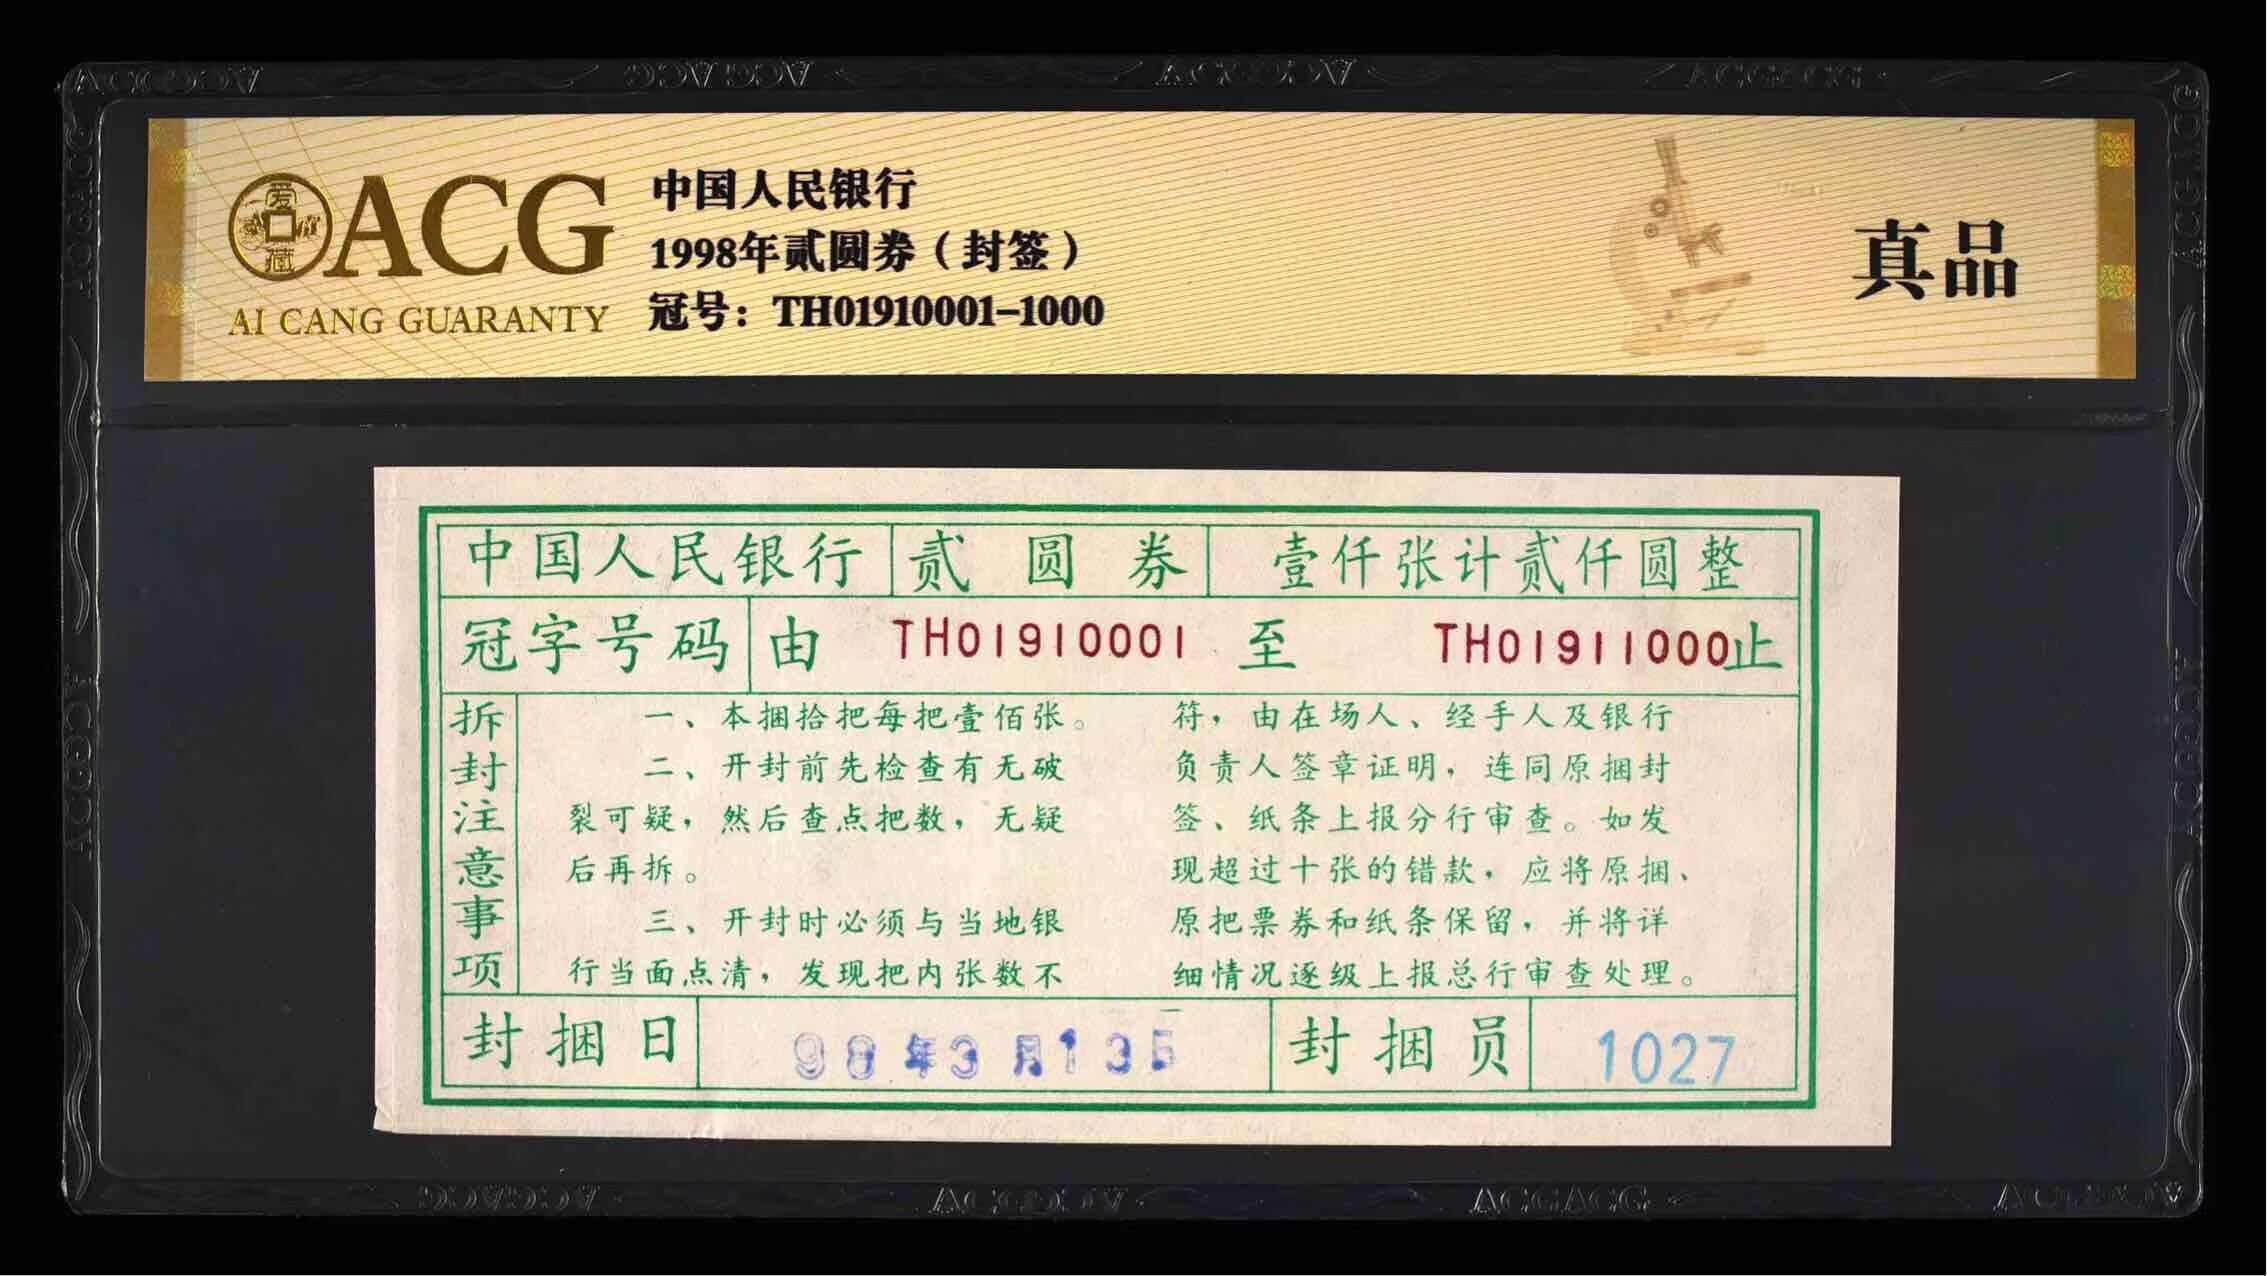 爱藏
ACG
AI CANG GUARANTY
中国人民银行
1998年贰圆券（封签）
冠号：TH01910001-1000
真品
中国人民银行 贰圆券 壹仟张计贰仟圆整
冠字号码 由 TH01910001 至 TH01911000止
拆封注意事项
一、本捆拾把每把壹佰张。
二、开封前先检查有无破
裂可疑，然后查点把数，无疑
后再拆。
三、开封时必须与当地银
行当面点清，发现把内张数不
符，由在场人、经手人及银行
负责人签章证明，连同原捆封
签、纸条上报分行审查。如发
现超过十张的错款，应将原捆、
原把票券和纸条保留，并将详
细情况逐级上报总行审查处理。
封捆日 98年3月13 封捆员 1027